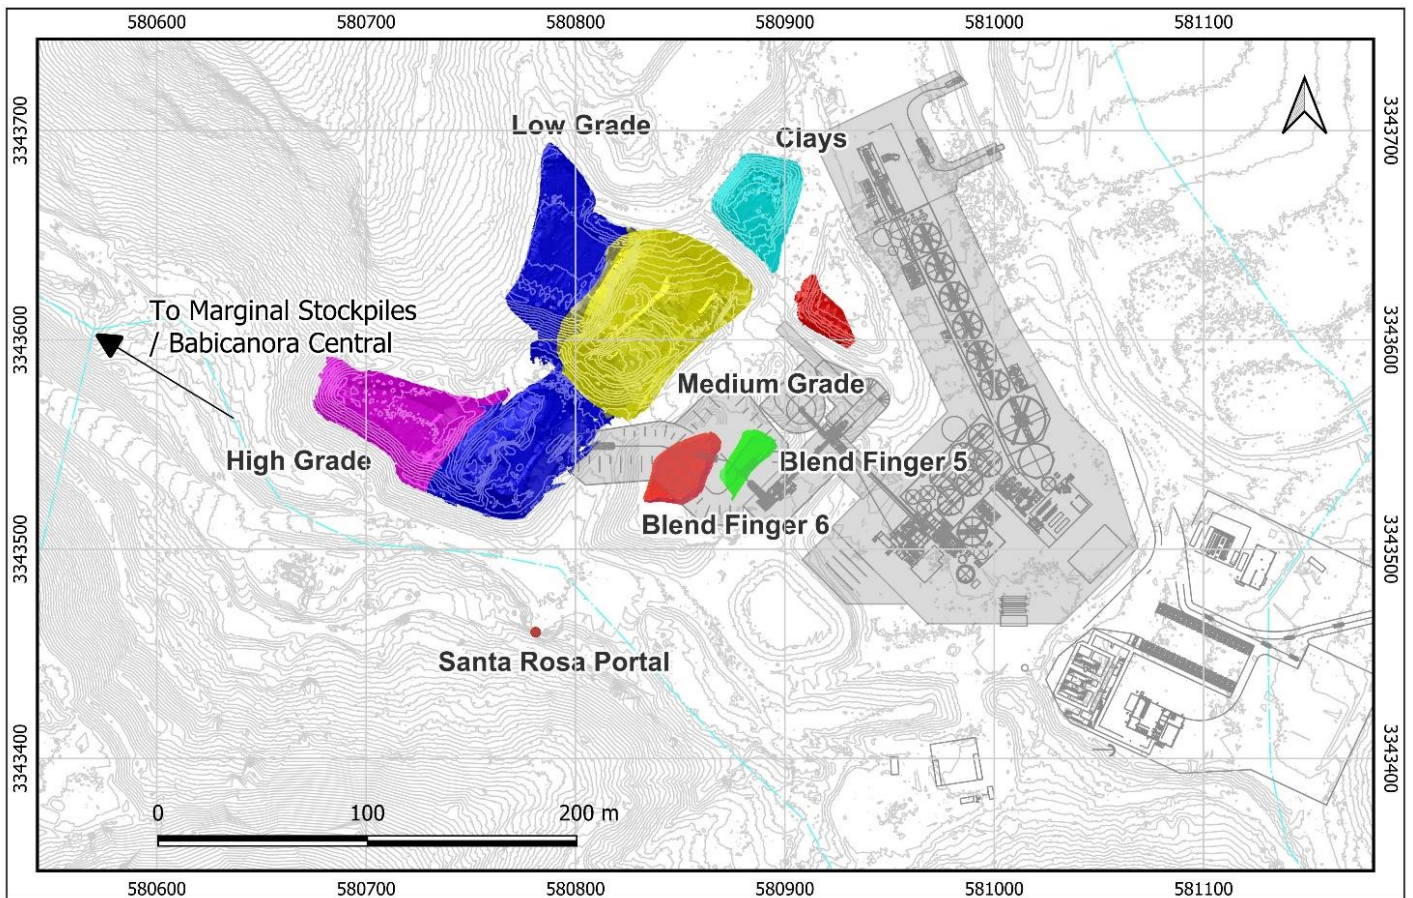 580600 580700 580800 580900 581000 581100
3343700
3343700
Low Grade
Clays
To Marginal Stockpiles
/ Babicanora Central
3343600
3343600
Medium Grade
High Grade
Blend Finger 5
Blend Finger 6
3343500
3343500
Santa Rosa Portal
3343400
3343400
0 100 200 m
580600 580700 580800 580900 581000 581100